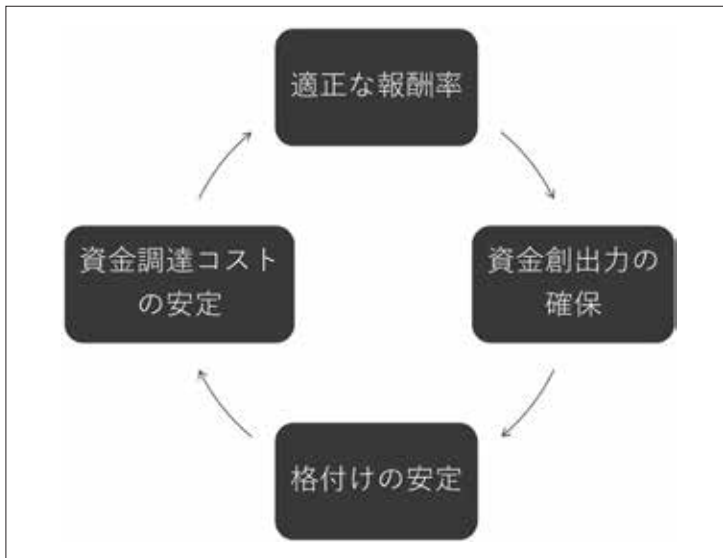 適正な報酬率
資金創出力の
確保
格付けの安定
資金調達コスト
の安定